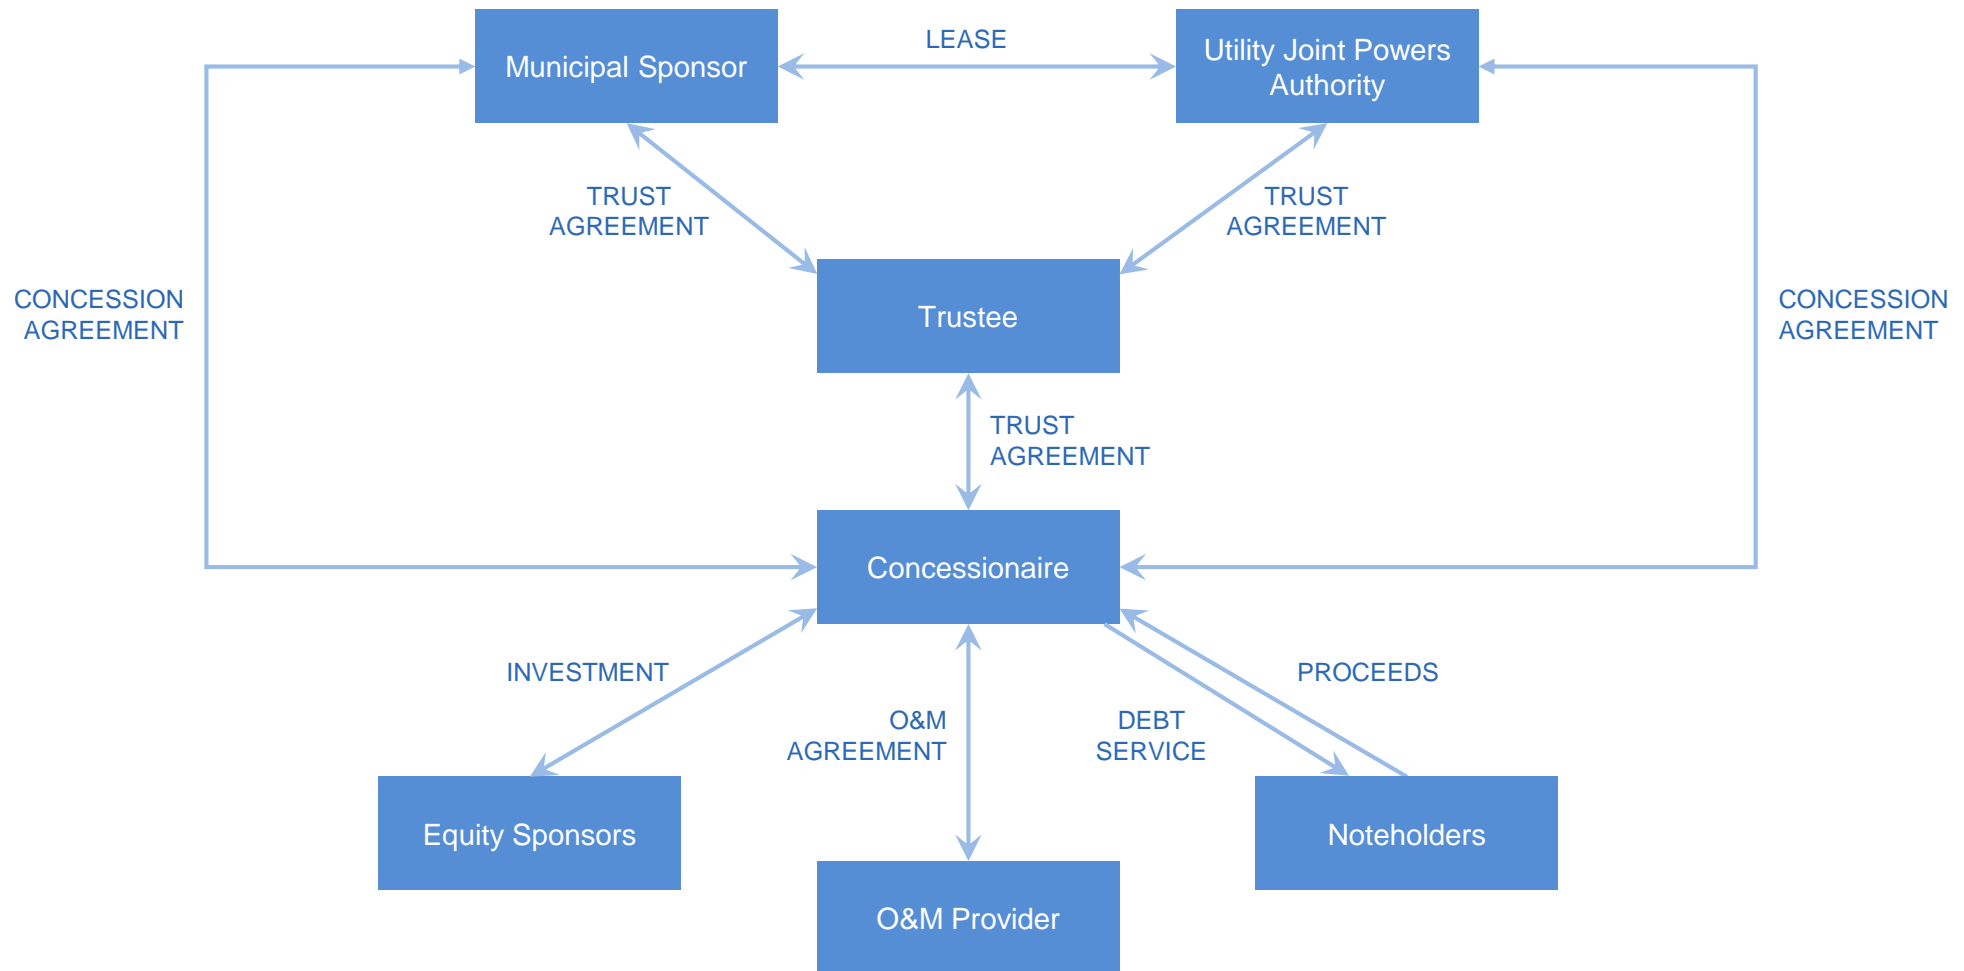 LEASE
Municipal Sponsor
Utility Joint Powers
Authority
TRUST
AGREEMENT
TRUST
AGREEMENT
CONCESSION
AGREEMENT
Trustee
CONCESSION
AGREEMENT
TRUST
AGREEMENT
Concessionaire
INVESTMENT
PROCEEDS
O&M
AGREEMENT
DEBT
SERVICE
Equity Sponsors
Noteholders
O&M Provider